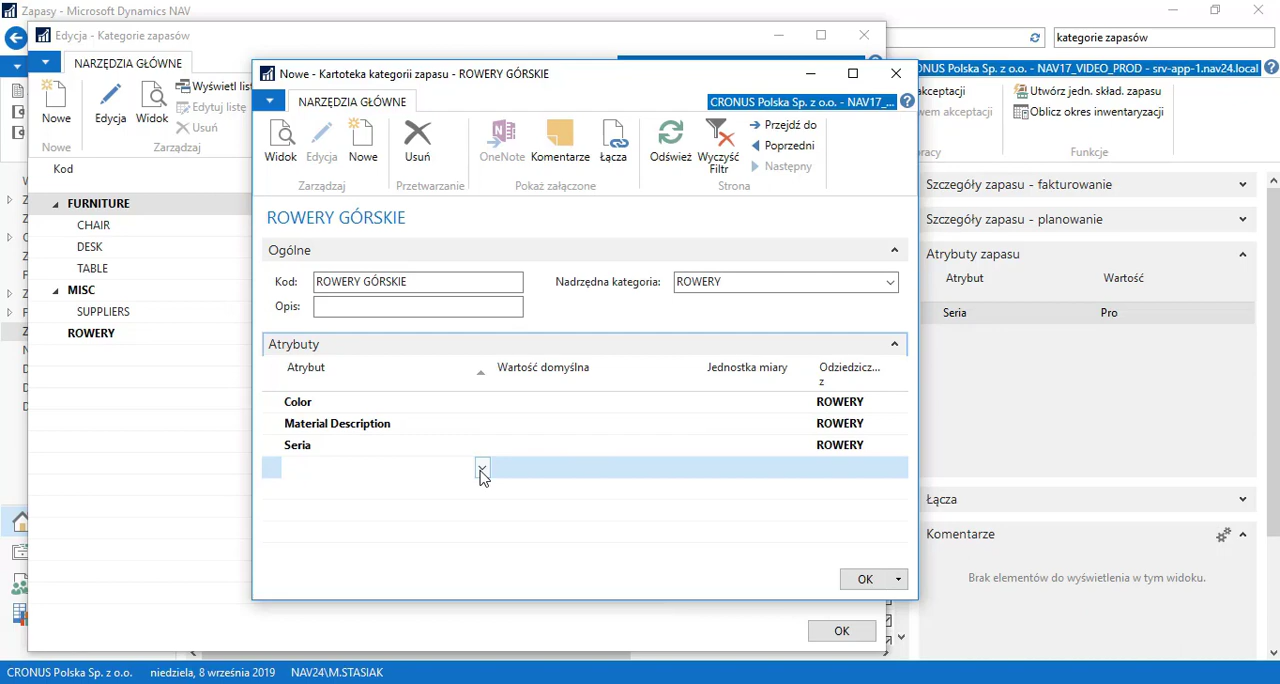 Zapasy - Microsoft Dynamics NAV
kategorie zapasów
Edycja - Kategorie zapasów
NARZĘDZIA GŁÓWNE
Nowe
Edycja
Widok
Wyświetl list
Edytuj listę
Usuń
Nowe
Zarządzaj
Kod
FURNITURE
CHAIR
DESK
TABLE
MISC
SUPPLIERS
ROWERY
OK
Nowe - Kartoteka kategorii zapasu - ROWERY GÓRSKIE
NARZĘDZIA GŁÓWNE
CRONUS Polska Sp. z o.o. - NAV17_...
Widok
Edycja
Nowe
Usuń
OneNote
Komentarze
Łącza
Odśwież
Wyczyść
Filtr
Przejdź do
Poprzedni
Następny
Zarządzaj
Przetwarzanie
Pokaż załączone
Strona
ROWERY GÓRSKIE
Ogólne
Kod: ROWERY GÓRSKIE Nadrzędna kategoria: ROWERY
Opis:
Atrybuty
Atrybut Wartość domyślna Jednostka miary Odziedzicz...
z
Color ROWERY
Material Description ROWERY
Seria ROWERY
OK
ONUS Polska Sp. z o.o. - NAV17_VIDEO_PROD - srv-app-1.nav24.local
akceptacji
wem akceptacji
Utwórz jedn. skład. zapasu
Oblicz okres inwentaryzacji
racy
Funkcje
Szczegóły zapasu - fakturowanie
Szczegóły zapasu - planowanie
Atrybuty zapasu
Atrybut Wartość
Seria Pro
Łącza
Komentarze
Brak elementów do wyświetlenia w tym widoku.
CRONUS Polska Sp. z o.o. niedziela, 8 września 2019 NAV24\M.STASIAK